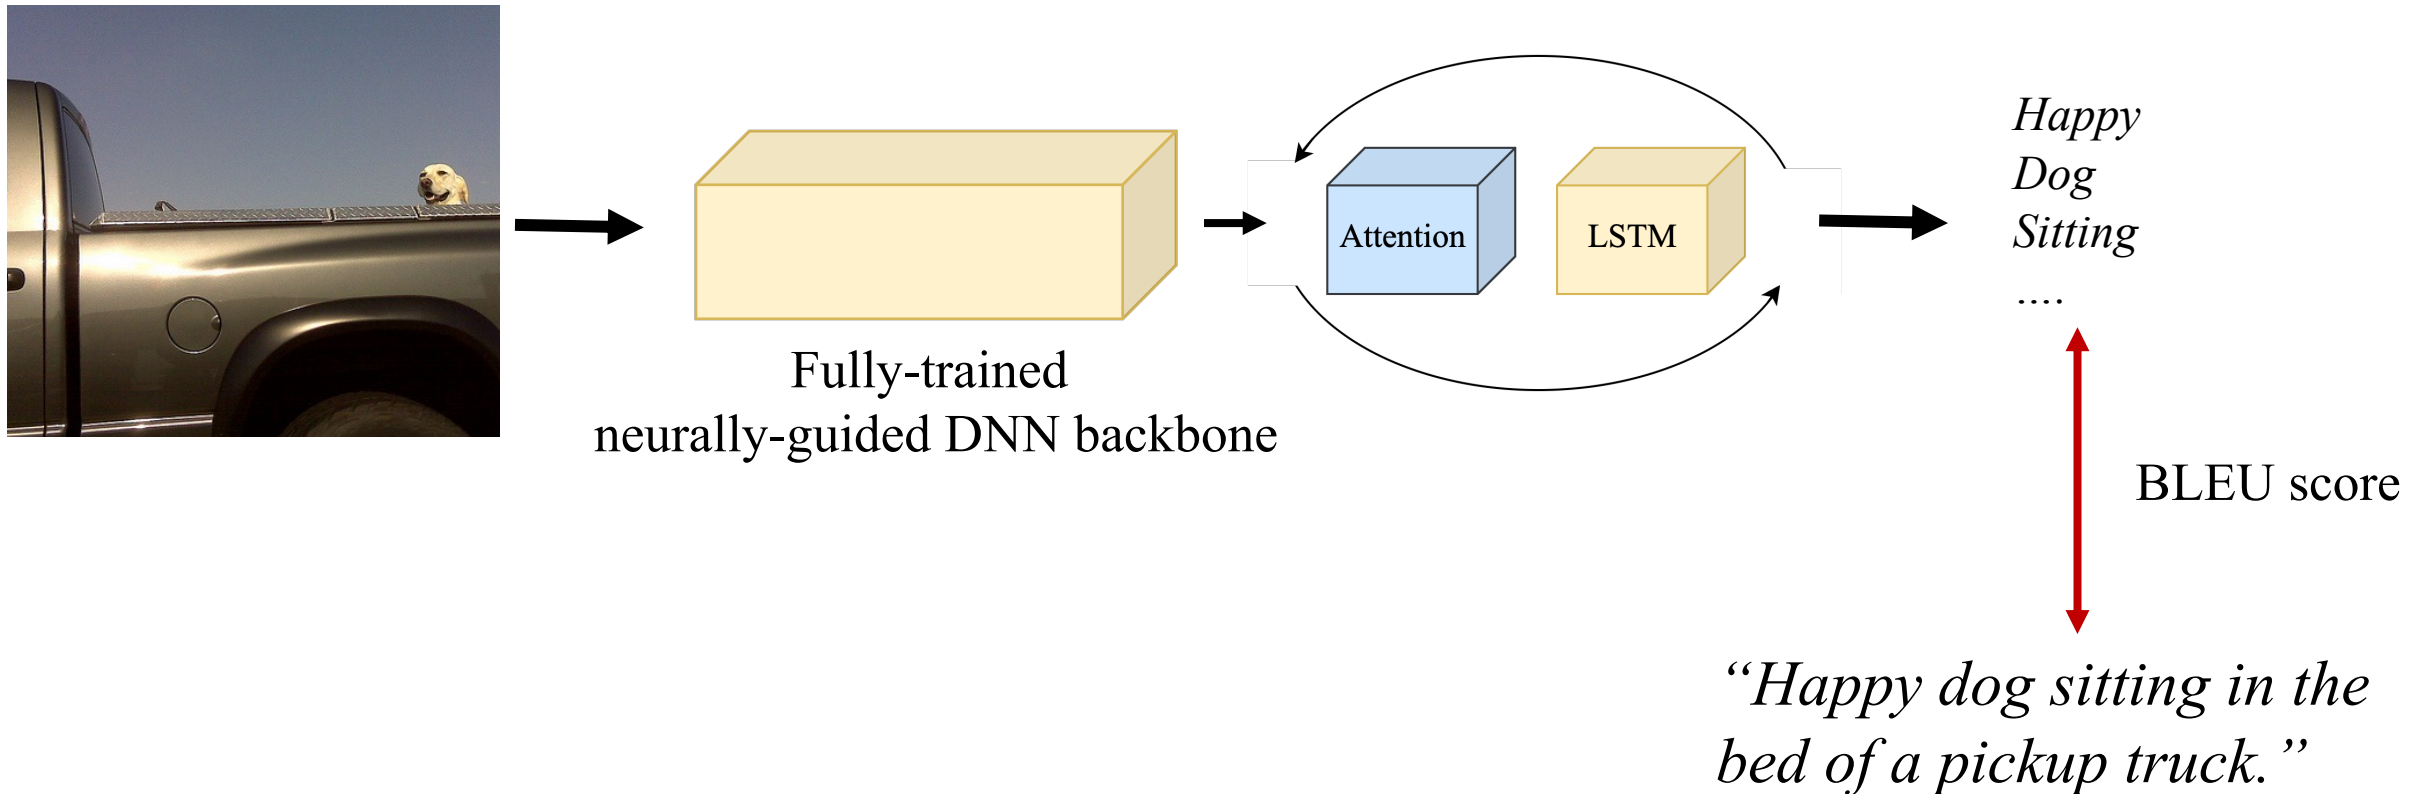 Attention
LSTM
Happy
Dog
Sitting
....
Fully-trained
neurally-guided DNN backbone
BLEU score
“Happy dog sitting in the
bed of a pickup truck.”